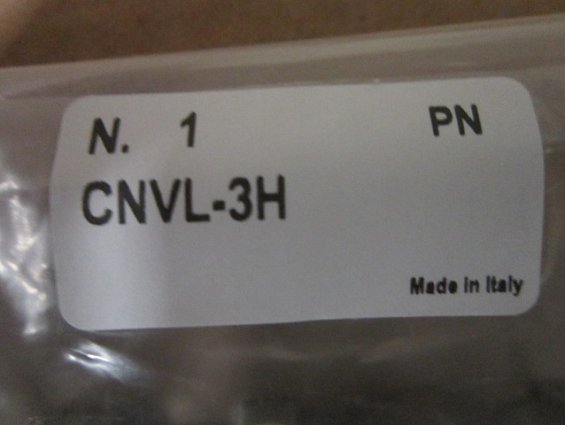 N. 1 PN
CNVL-3H
Made in Italy